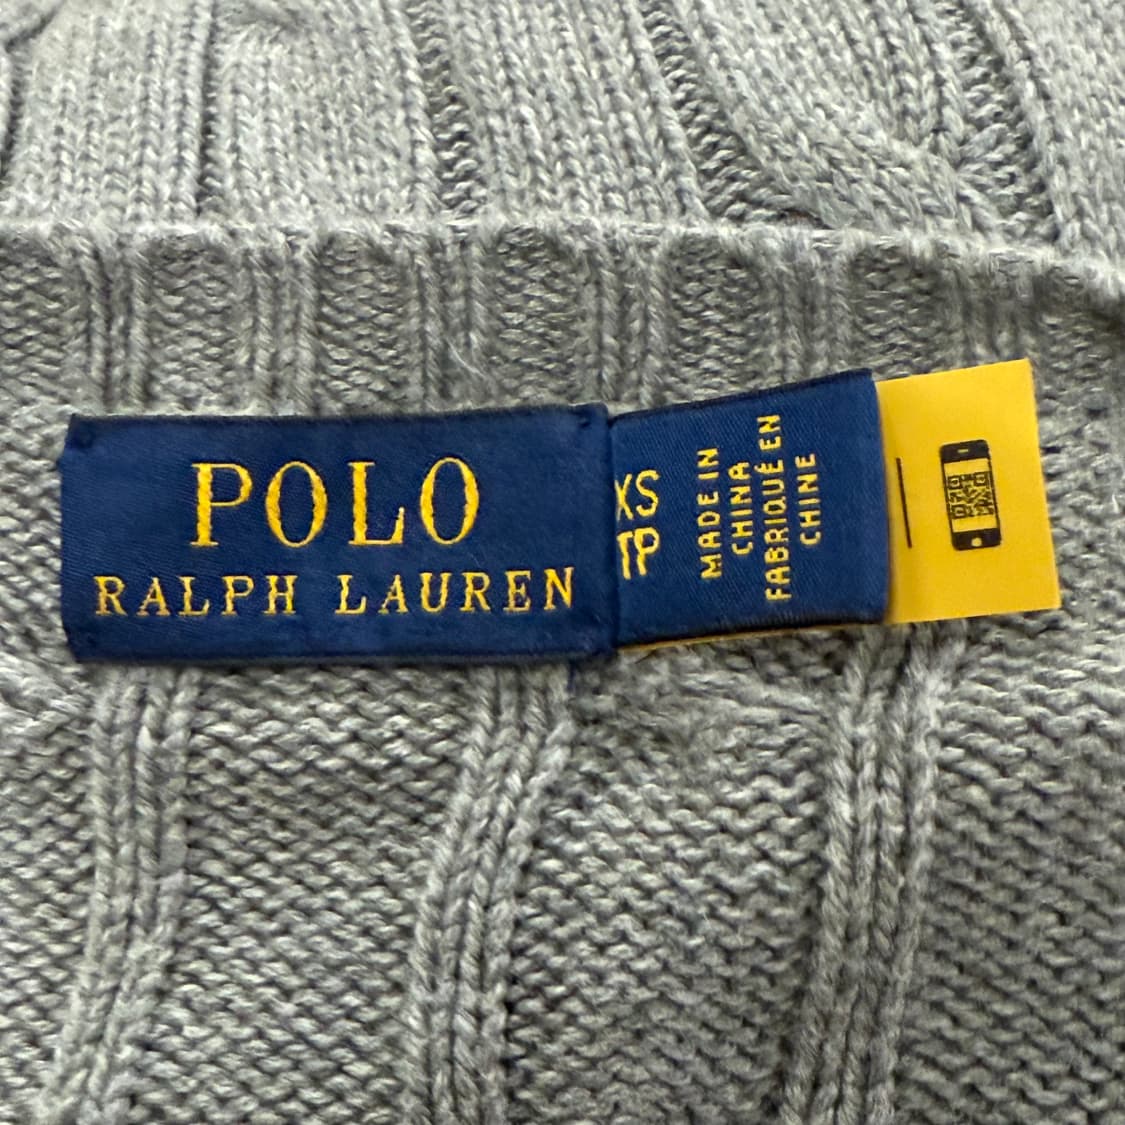 POLO
RALPH LAUREN
XS
TP
MADE IN
CHINA
FABRIQUÉ EN
CHINE